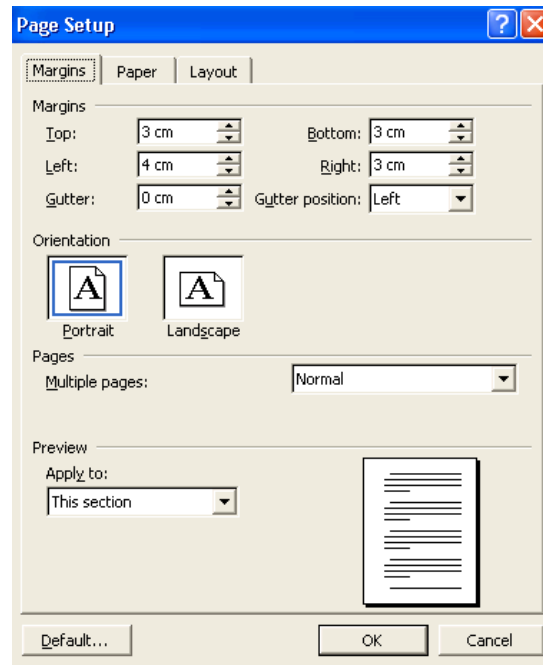 Page Setup
Margins Paper Layout
Margins
Top: 3 cm Bottom: 3 cm
Left: 4 cm Right: 3 cm
Gutter: 0 cm Gutter position: Left
Orientation
A A
Portrait Landscape
Pages
Multiple pages: Normal
Preview
Apply to:
This section
Default... OK Cancel